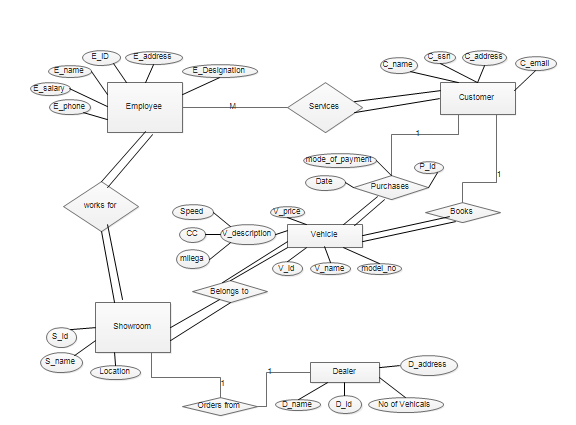 E_ID
E_address
E_name
E_Designation
E_salary
E_phone
Employee
M
Services
C_ssn
C_address
C_name
C_email
Customer
1
1
mode_of_payment
P_Id
Date
Purchases
works for
Speed
V_price
Books
CC
V_description
Vehicle
milega
V_id
V_name
model_no
Belongs to
Showroom
S_Id
S_name
Location
1
Orders from
1
Dealer
D_address
D_name
D_Id
No of Vehicals